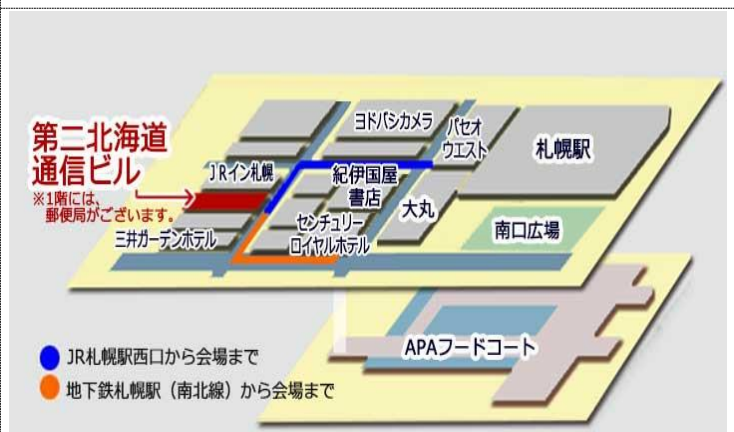 第二北海道
通信ビル
※1階には、
郵便局がございます。
ヨドバシカメラ
パセオ
ウエスト
札幌駅
JRイン札幌
紀伊国屋
書店
大丸
センチュリー
ロイヤルホテル
三井ガーデンホテル
南口広場
APAフードコート
JR札幌駅西口から会場まで
地下鉄札幌駅（南北線）から会場まで